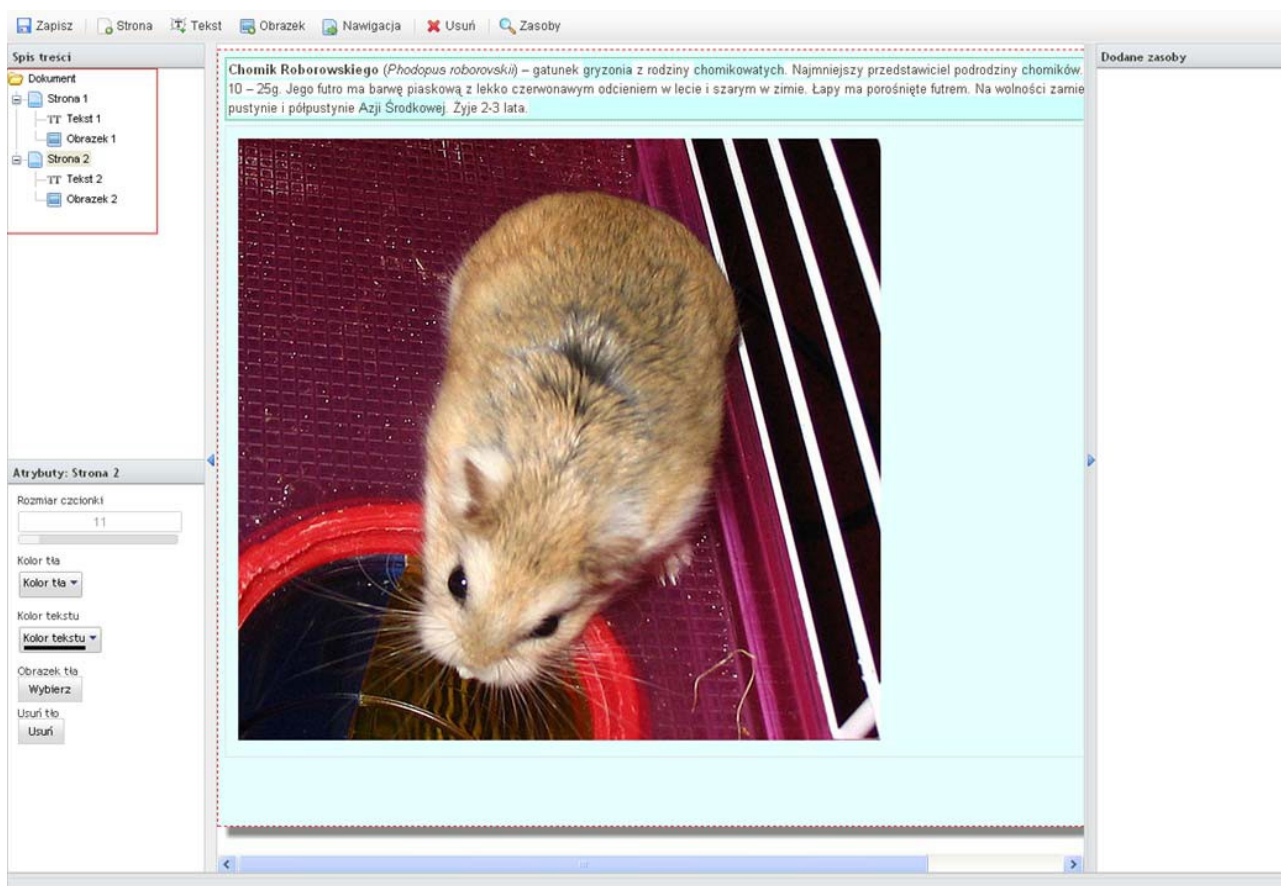 Zapisz Strona Tekst Obrazek Nawigacja Usuń Zasoby
Spis treści
Dokument
Strona 1
TT Tekst 1
Obrazek 1
Strona 2
TT Tekst 2
Obrazek 2
Atrybuty: Strona 2
Rozmiar czcionki
11
Kolor tła
Kolor tła
Kolor tekstu
Kolor tekstu
Obrazek tła
Wybierz
Usuń tło
Usuń
Chomik Roborowskiego (Phodopus roborovskii) – gatunek gryzonia z rodziny chomikowatych. Najmniejszy przedstawiciel podrodziny chomików.
10 – 25g. Jego futro ma barwę piaskową z lekko czerwonawym odcieniem w lecie i szarym w zimie. Łapy ma porośnięte futrem. Na wolności zamie
pustynie i półpustynie Azji Środkowej. Żyje 2-3 lata.
Dodane zasoby